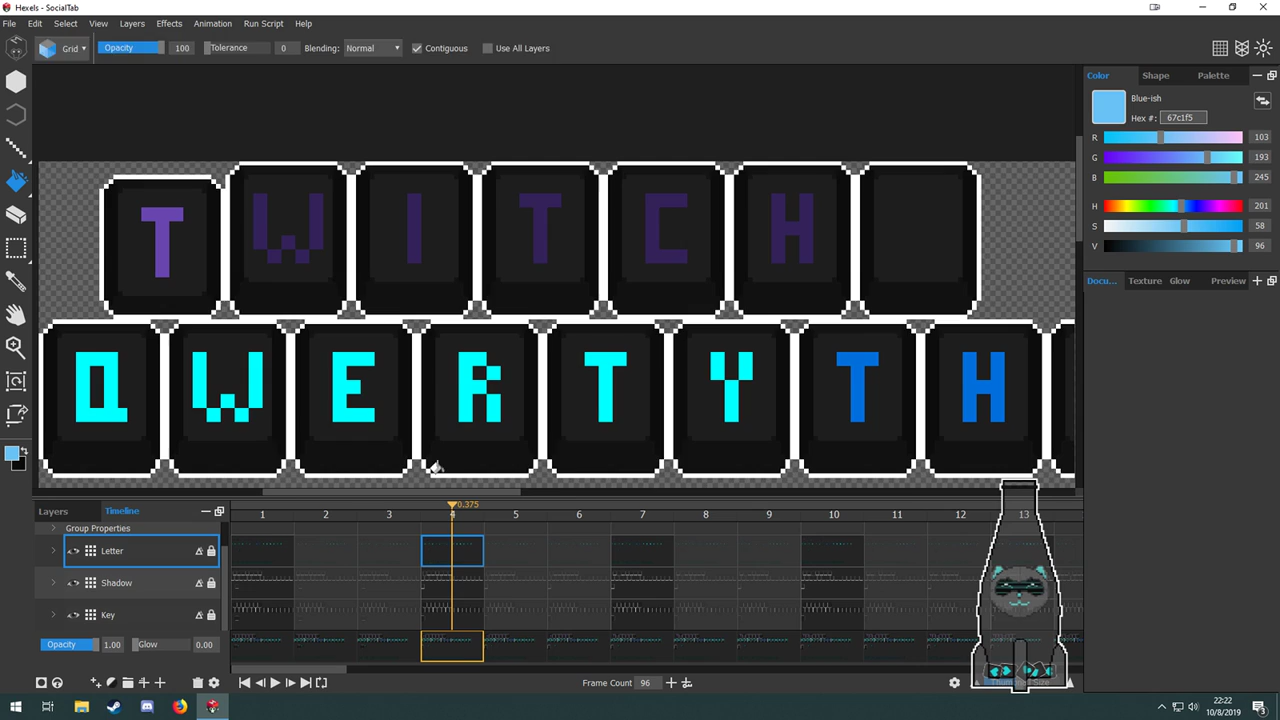 Hexels - SocialTab
File Edit Select View Layers Effects Animation Run Script Help
Grid Opacity 100 Tolerance 0 Blending: Normal Contiguous Use All Layers
Color Shape Palette
Blue-ish
Hex #: 67c1f5
R 103
G 193
B 245
H 201
S 58
V 96
Docu... Texture Glow Preview
T W I T C H
Q W E R T Y T H
0.375
Layers Timeline
1 2 3 4 5 6 7 8 9 10 11 12 13
Group Properties
Letter
Shadow
Key
Opacity 1.00 Glow 0.00
Frame Count 96
22:22
10/8/2019
3